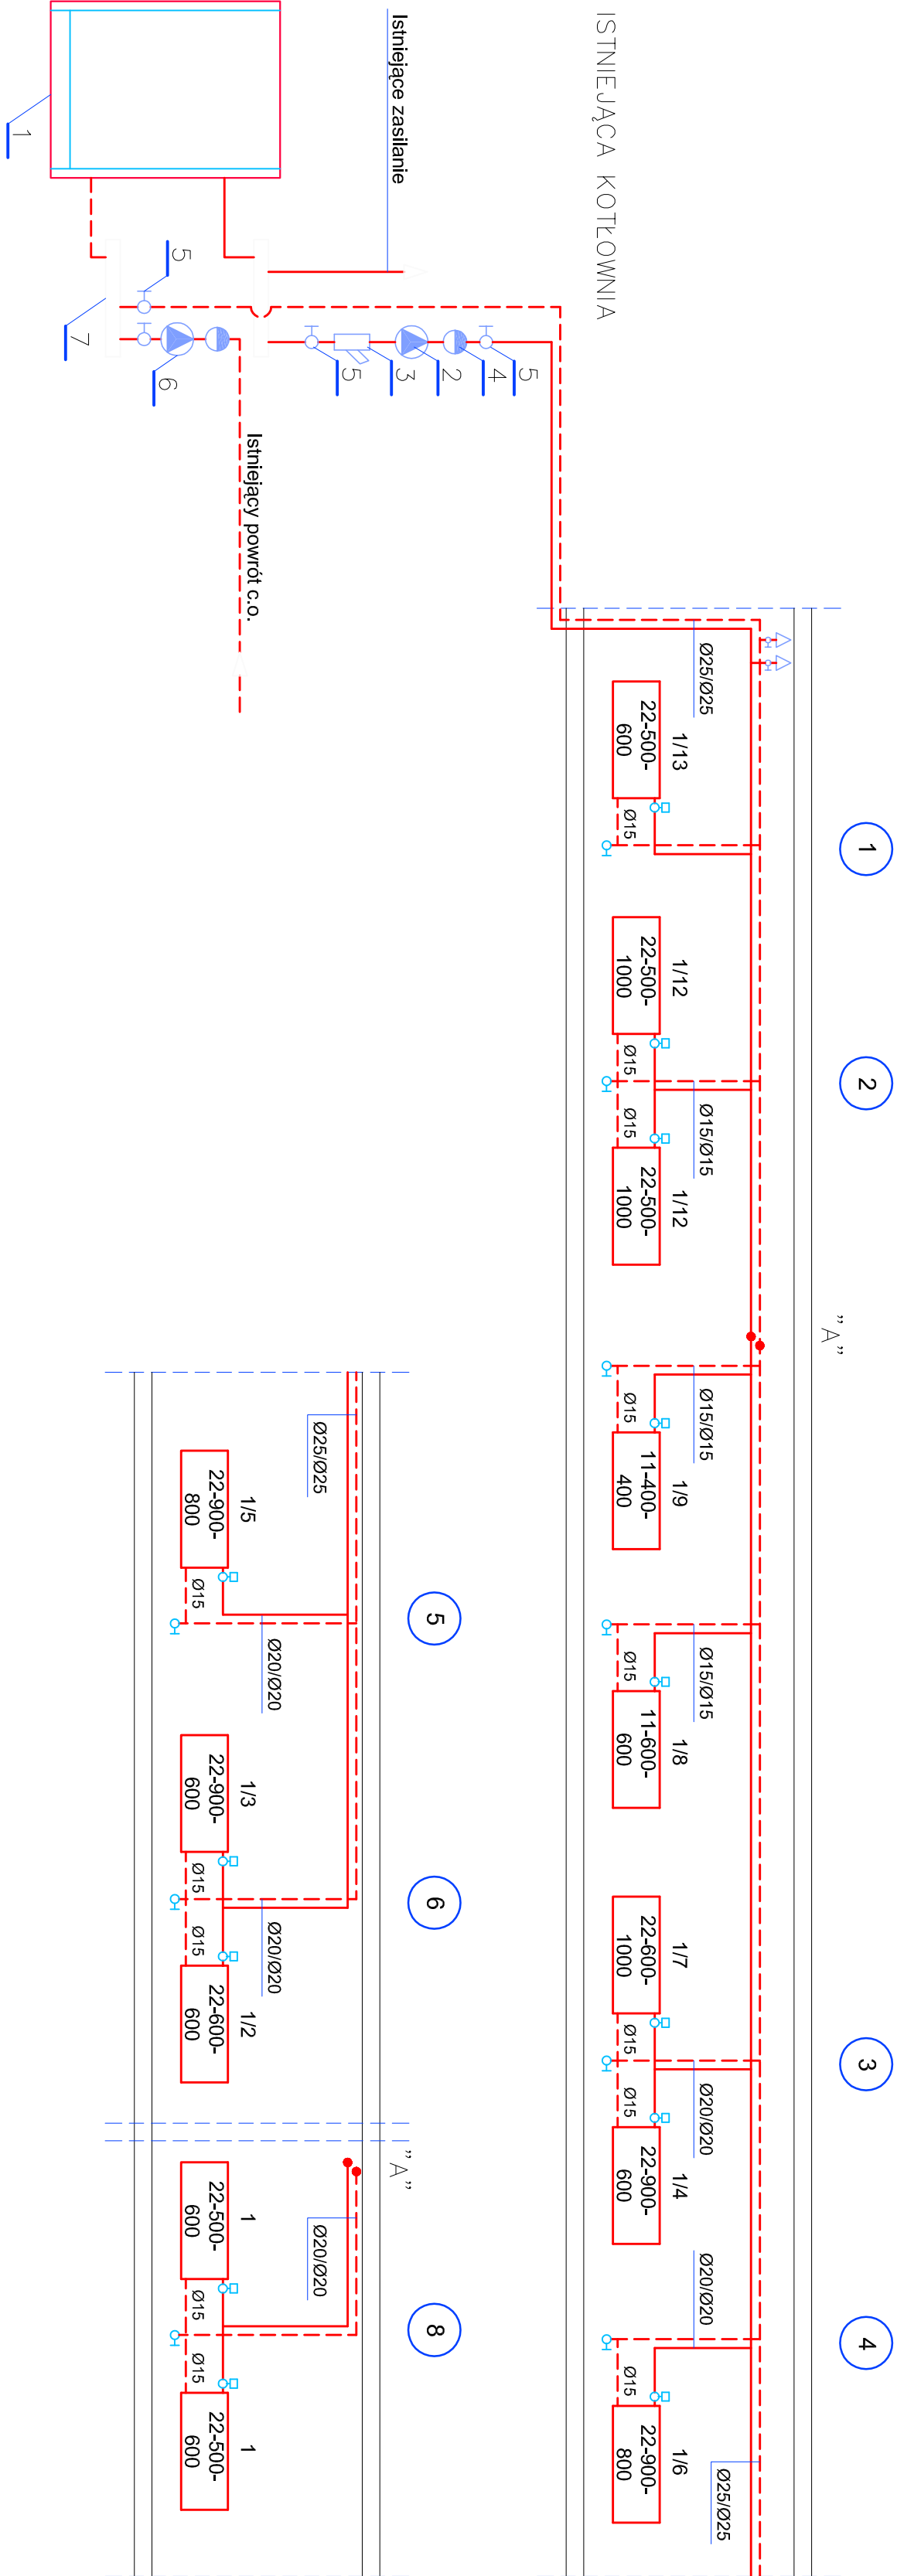 ISTNIEJĄCA KOTŁOWNIA
Istniejące zasilanie
Istniejący powrót c.o.
1
5
7
6
5
3
2
4
5
1
2
"A"
3
4
Ø25/Ø25
Ø15/Ø15
Ø15/Ø15
Ø15/Ø15
Ø20/Ø20
Ø20/Ø20
Ø25/Ø25
1/13
22-500-
600
Ø15
1/12
22-500-
1000
Ø15
Ø15
1/12
22-500-
1000
1/9
11-400-
400
Ø15
1/8
11-600-
600
Ø15
1/7
22-600-
1000
Ø15
Ø15
1/4
22-900-
600
1/6
22-900-
800
Ø15
5
6
"A"
8
Ø25/Ø25
Ø20/Ø20
Ø20/Ø20
Ø20/Ø20
1/5
22-900-
800
Ø15
1/3
22-900-
600
Ø15
Ø15
1/2
22-600-
600
1
22-500-
600
Ø15
Ø15
1
22-500-
600